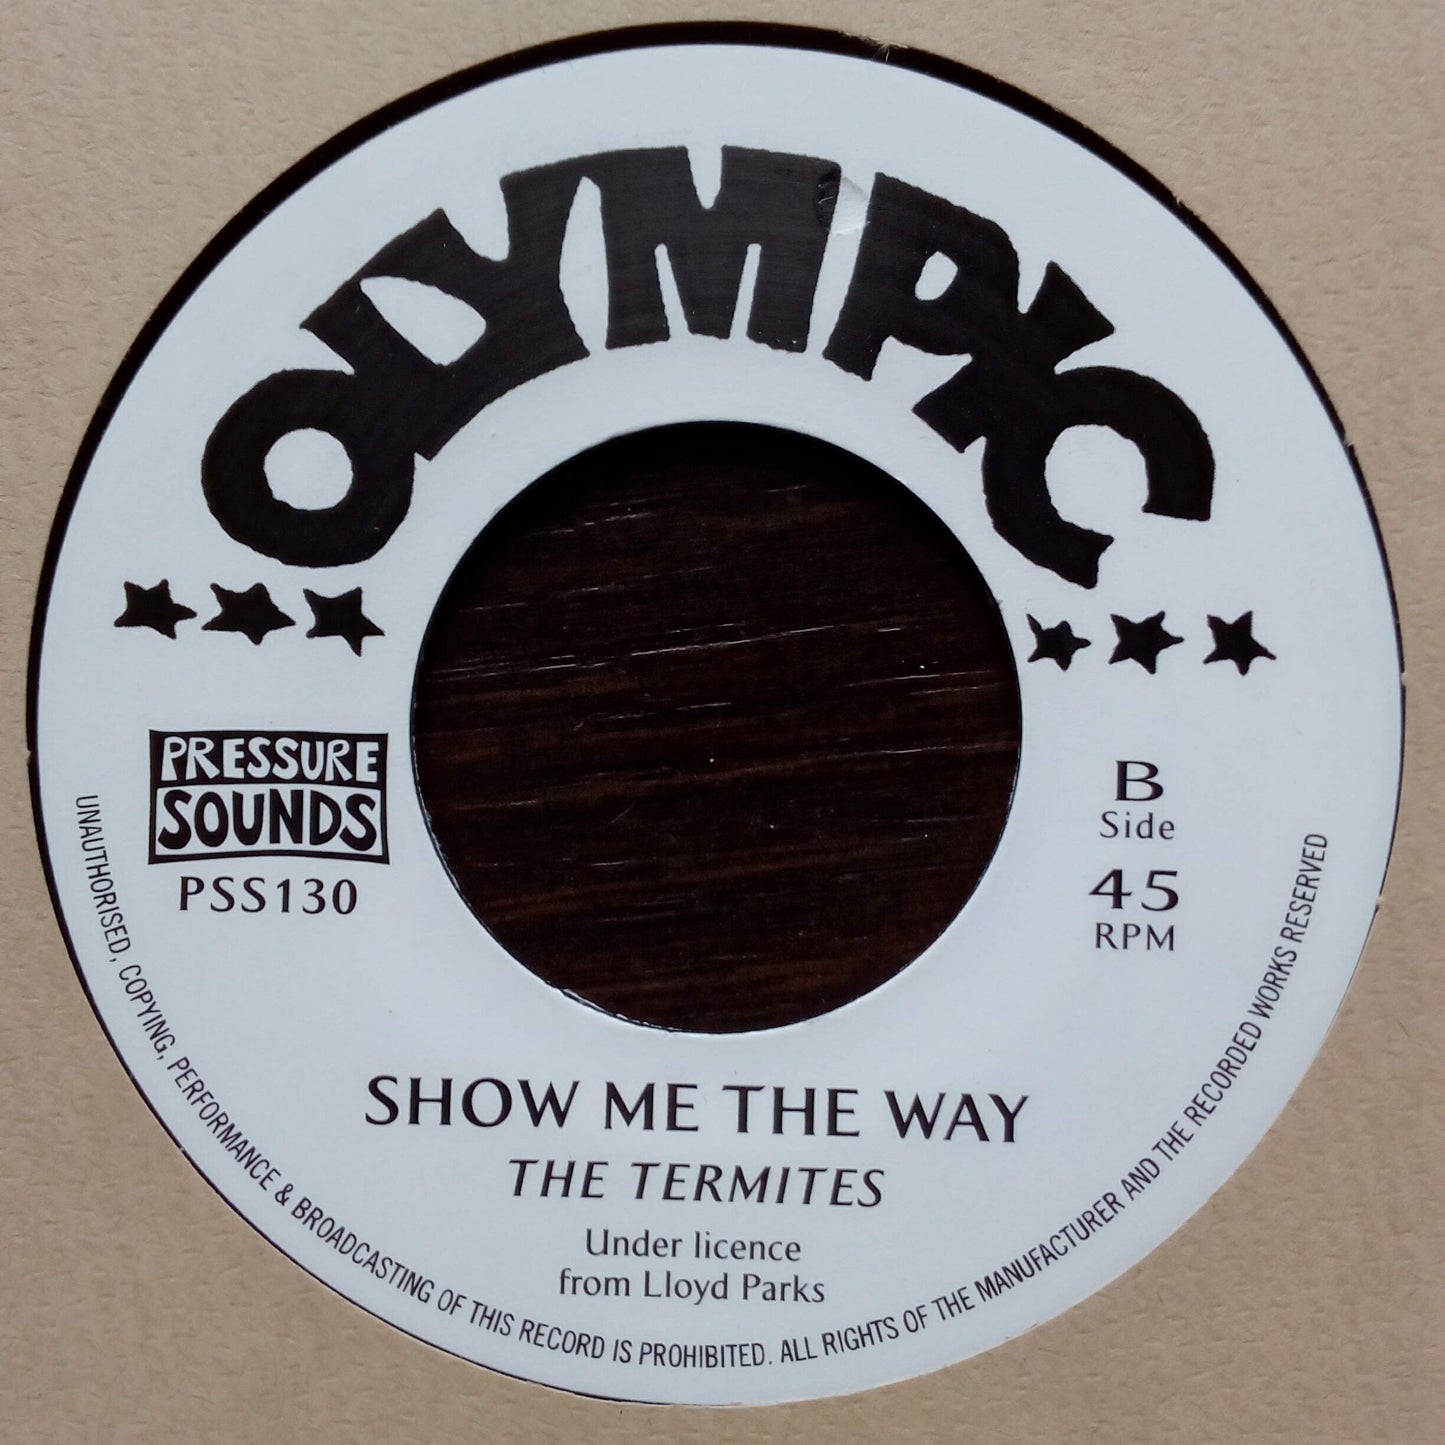 OLYMPIC
PRESSURE
SOUNDS
PSS130
B
Side
45
RPM
SHOW ME THE WAY
THE TERMITES
Under licence
from Lloyd Parks
UNAUTHORISED, COPYING, PERFORMANCE & BROADCASTING OF THIS RECORD IS PROHIBITED. ALL RIGHTS OF THE MANUFACTURER AND THE RECORDED WORKS RESERVED